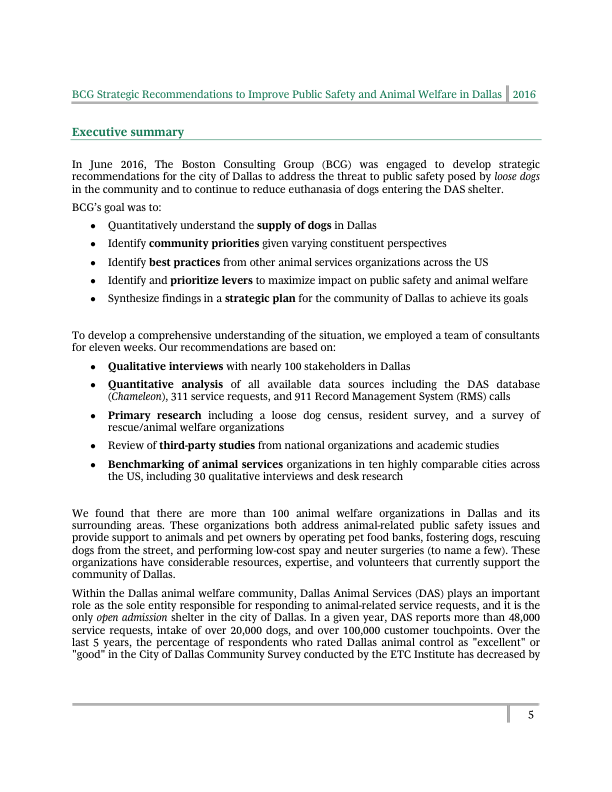 BCG Strategic Recommendations to Improve Public Safety and Animal Welfare in Dallas 2016
Executive summary
In June 2016, The Boston Consulting Group (BCG) was engaged to develop strategic
recommendations for the city of Dallas to address the threat to public safety posed by loose dogs
in the community and to continue to reduce euthanasia of dogs entering the DAS shelter.
BCG's goal was to:
● Quantitatively understand the supply of dogs in Dallas
● Identify community priorities given varying constituent perspectives
● Identify best practices from other animal services organizations across the US
● Identify and prioritize levers to maximize impact on public safety and animal welfare
● Synthesize findings in a strategic plan for the community of Dallas to achieve its goals
To develop a comprehensive understanding of the situation, we employed a team of consultants
for eleven weeks. Our recommendations are based on:
● Qualitative interviews with nearly 100 stakeholders in Dallas
● Quantitative analysis of all available data sources including the DAS database
(Chameleon), 311 service requests, and 911 Record Management System (RMS) calls
● Primary research including a loose dog census, resident survey, and a survey of
rescue/animal welfare organizations
● Review of third-party studies from national organizations and academic studies
● Benchmarking of animal services organizations in ten highly comparable cities across
the US, including 30 qualitative interviews and desk research
We found that there are more than 100 animal welfare organizations in Dallas and its
surrounding areas. These organizations both address animal-related public safety issues and
provide support to animals and pet owners by operating pet food banks, fostering dogs, rescuing
dogs from the street, and performing low-cost spay and neuter surgeries (to name a few). These
organizations have considerable resources, expertise, and volunteers that currently support the
community of Dallas.
Within the Dallas animal welfare community, Dallas Animal Services (DAS) plays an important
role as the sole entity responsible for responding to animal-related service requests, and it is the
only open admission shelter in the city of Dallas. In a given year, DAS reports more than 48,000
service requests, intake of over 20,000 dogs, and over 100,000 customer touchpoints. Over the
last 5 years, the percentage of respondents who rated Dallas animal control as "excellent" or
"good" in the City of Dallas Community Survey conducted by the ETC Institute has decreased by
5